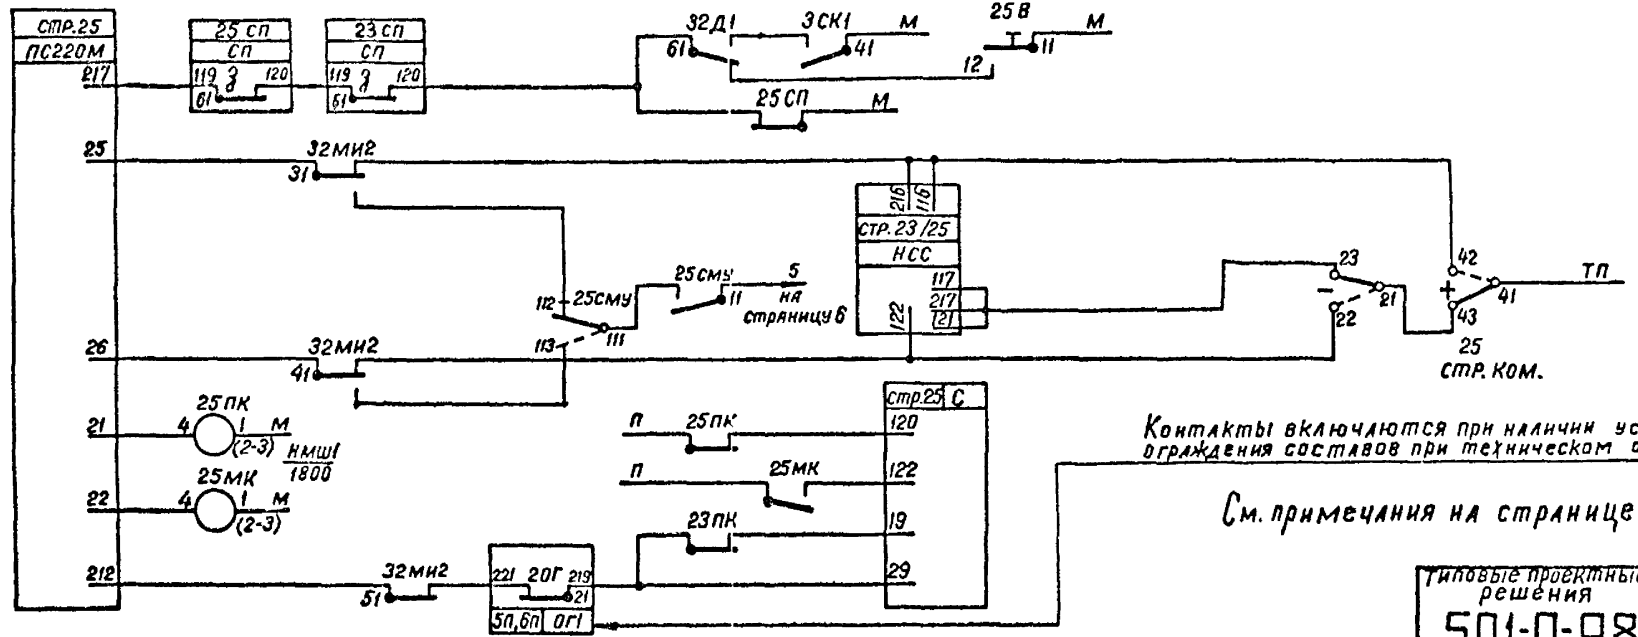 СТР.25
ПС220М
217
25 СП
СП
119 120
61
23 СП
СП
119 120
61
32Д1 3СК1 М
61 41
25 В М
12 11
25 СП М
25 32МИ2
31
216 116
СТР. 23/25
НСС
117
217
121
122
112 25СМУ
113 111
25СМУ 5
11 на
страницу 6
23
21
22
42
41
43
ТП
25
СТР. КОМ.
26 32МИ2
41
21 4 25ПК 1 М
(2-3)
НМШ1
1800
22 4 25МК 1 М
(2-3)
П 25ПК
П 25МК
23ПК
стр.25 С
120
122
19
29
212 32МИ2
51
221 20Г 219
21
5п,6п ОГ1
Контакты включаются при наличии ус
ограждения составов при техническом о
См. примечания на странице
Типовые проектные
решения
501-0-98